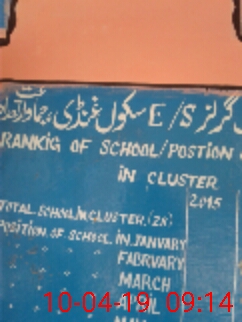 گرلز E/S سکول غنڈی، جماعت
RANKIG OF SCHOOL/POSTION
IN CLUSTER
2015
TOTAL SCHOOL IN CLUSTER (28)
POSITION OF SCHOOL IN JANVARY
FABRVARY
MARCH
APRIL
10-04-19 09:14